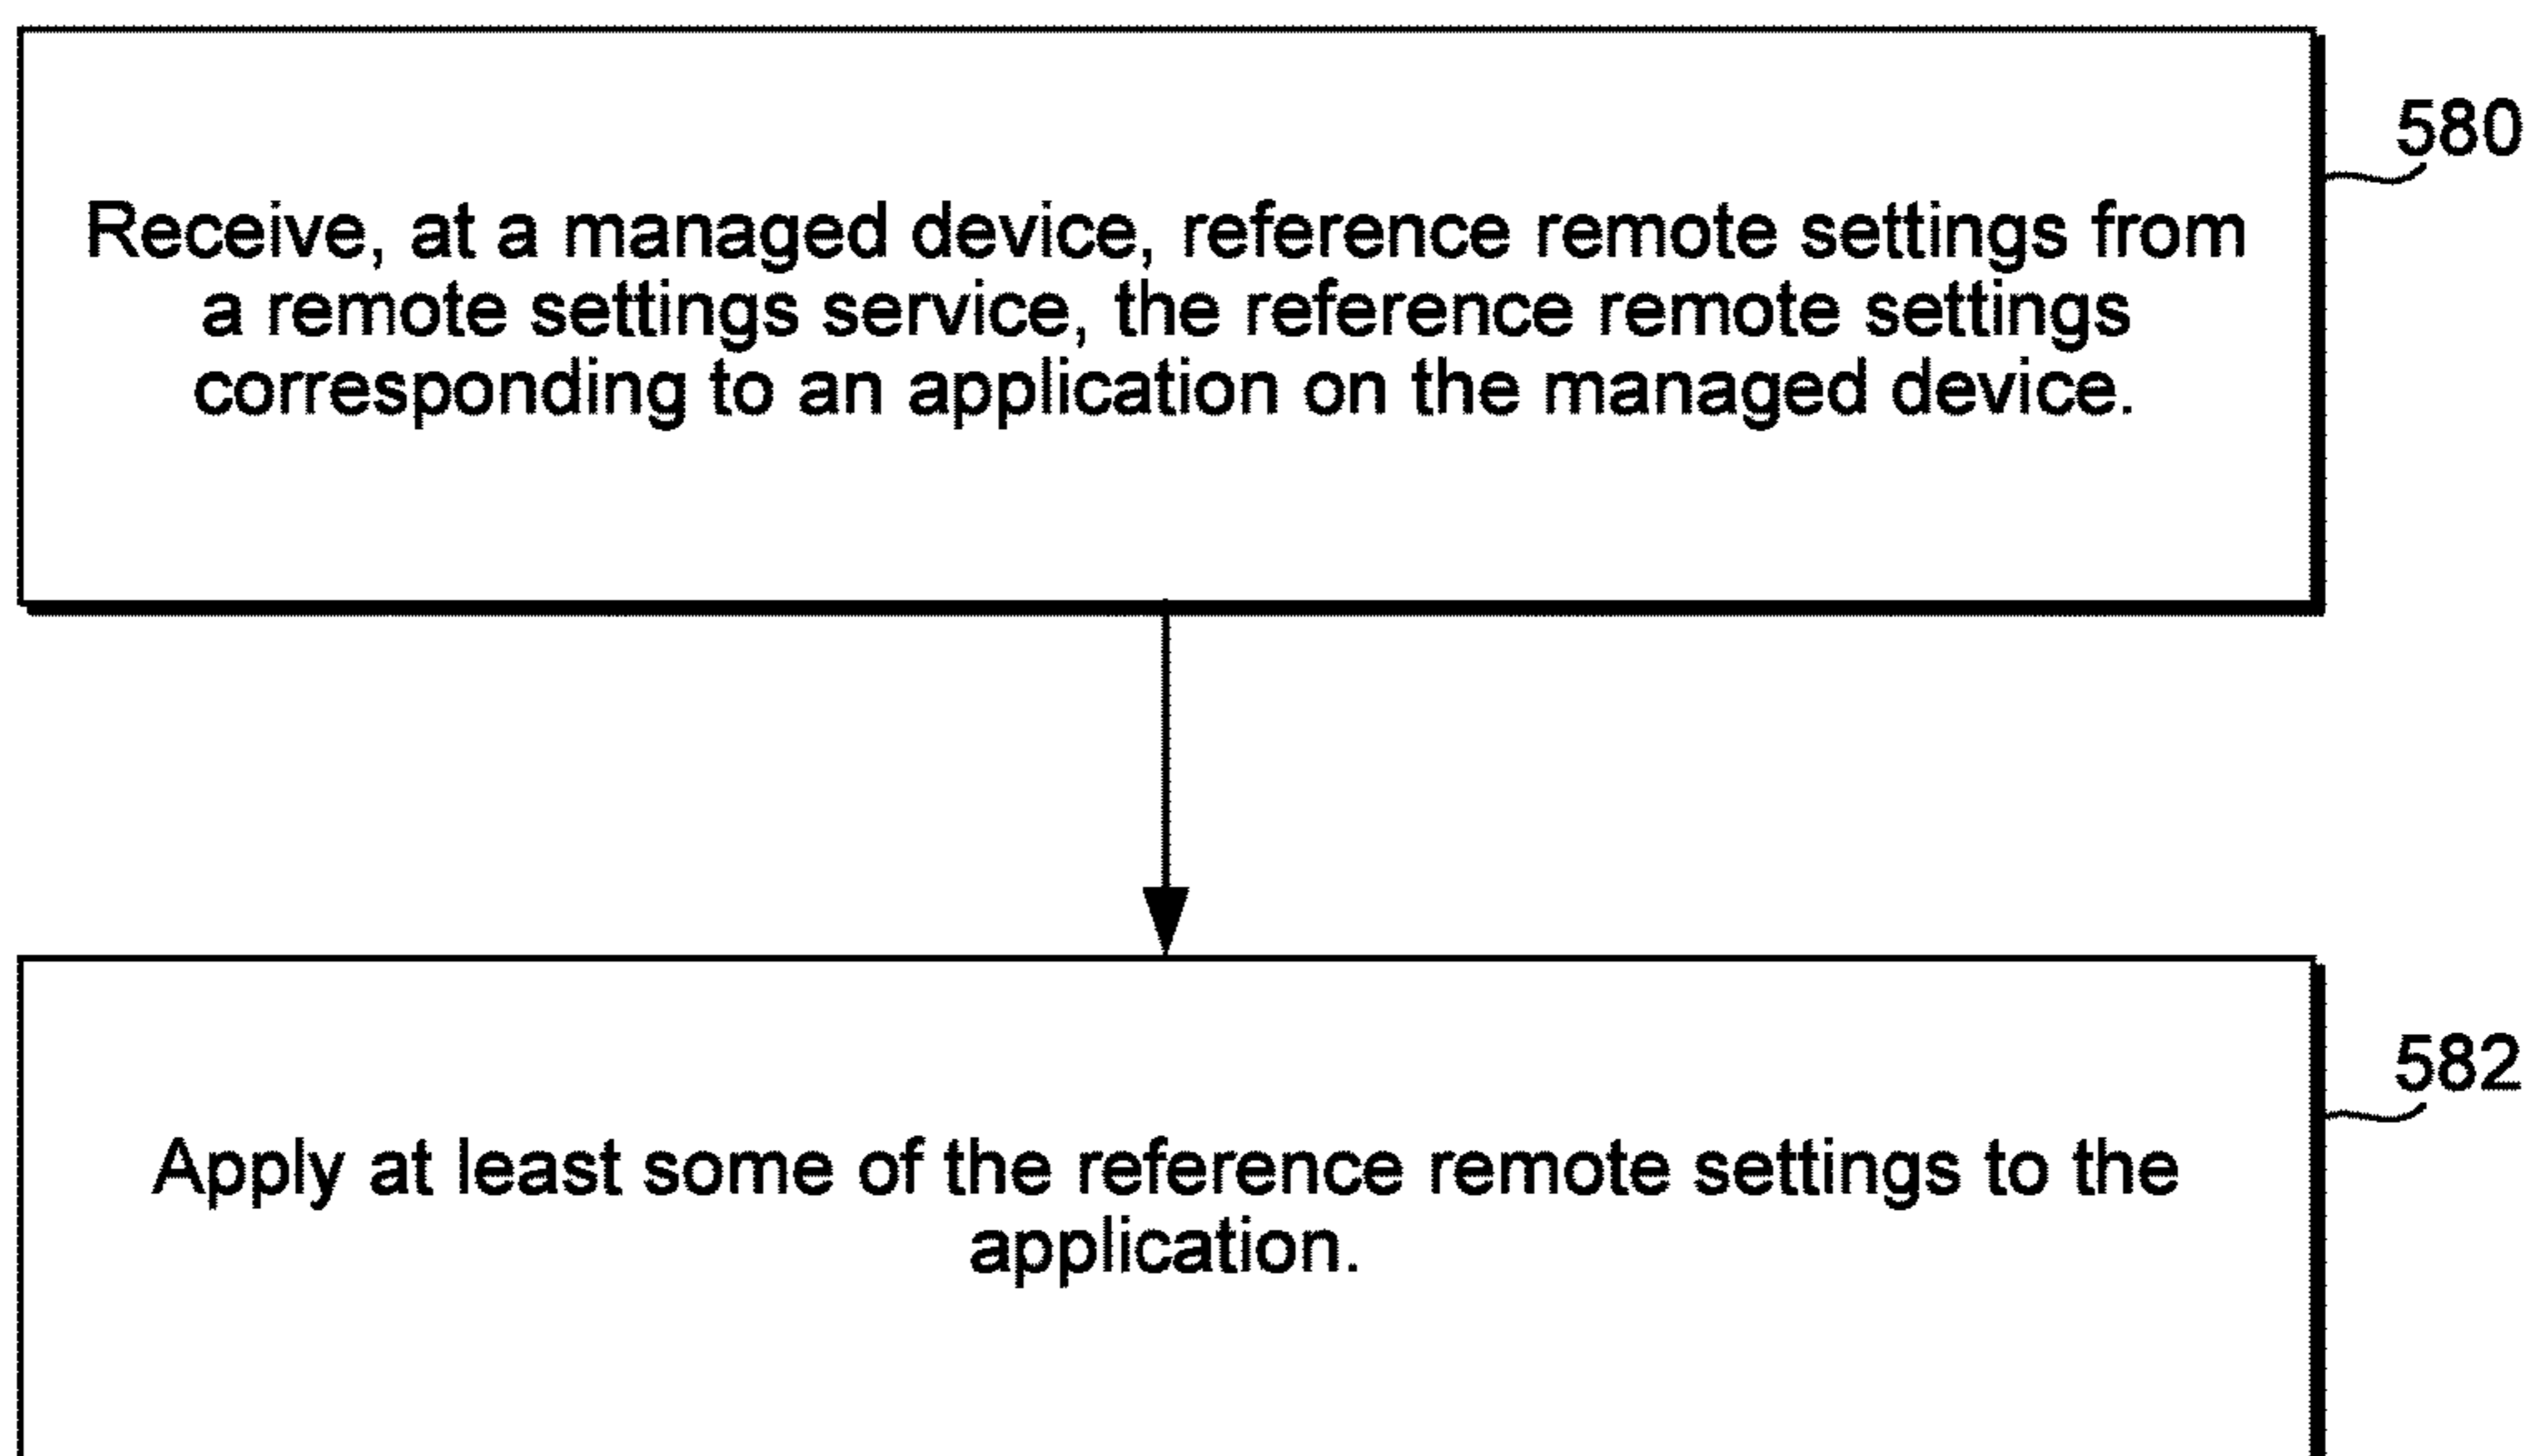 580
Receive, at a managed device, reference remote settings from
a remote settings service, the reference remote settings
corresponding to an application on the managed device.
582
Apply at least some of the reference remote settings to the
application.